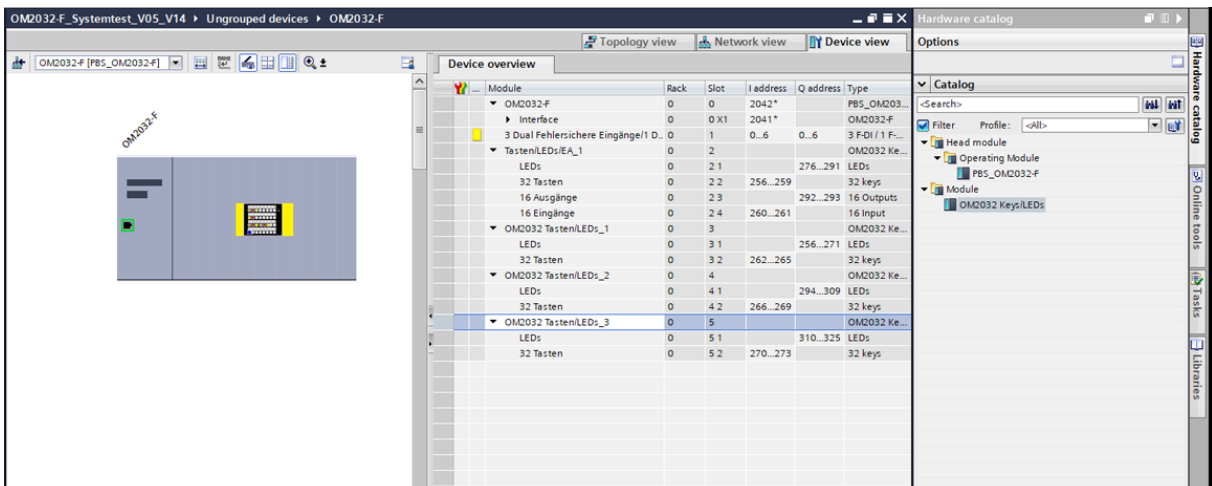 OM2032-F_Systemtest_V05_V14 ▸ Ungrouped devices ▸ OM2032-F
Topology view Network view Device view
OM2032-F [PBS_OM2032-F]
OM2032-F
Device overview
... Module Rack Slot I address Q address Type
OM2032-F 0 0 2042* PBS_OM203...
Interface 0 0 X1 2041* OM2032-F
3 Dual Fehlersichere Eingänge/1 D... 0 1 0...6 0...6 3 F-DI / 1 F-...
Tasten/LEDs/EA_1 0 2 OM2032 Ke...
LEDs 0 2 1 276...291 LEDs
32 Tasten 0 2 2 256...259 32 keys
16 Ausgänge 0 2 3 292...293 16 Outputs
16 Eingänge 0 2 4 260...261 16 Input
OM2032 Tasten/LEDs_1 0 3 OM2032 Ke...
LEDs 0 3 1 256...271 LEDs
32 Tasten 0 3 2 262...265 32 keys
OM2032 Tasten/LEDs_2 0 4 OM2032 Ke...
LEDs 0 4 1 294...309 LEDs
32 Tasten 0 4 2 266...269 32 keys
OM2032 Tasten/LEDs_3 0 5 OM2032 Ke...
LEDs 0 5 1 310...325 LEDs
32 Tasten 0 5 2 270...273 32 keys
Hardware catalog
Options
Catalog
<Search>
Filter Profile: <All>
Head module
Operating Module
PBS_OM2032-F
Module
OM2032 Keys/LEDs
Hardware catalog
Online tools
Tasks
Libraries